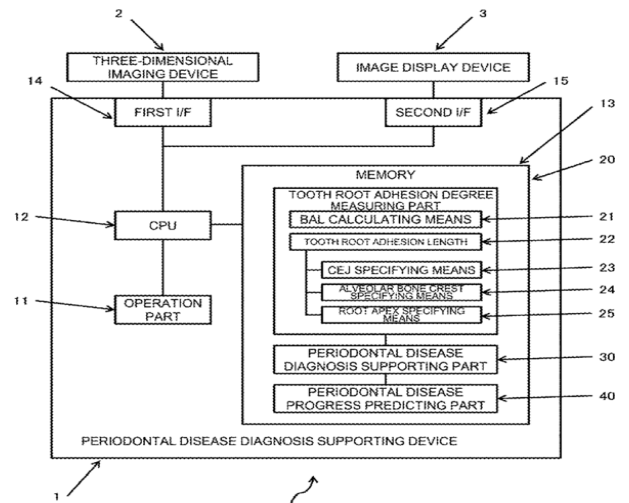 2
3
THREE-DIMENSIONAL
IMAGING DEVICE
IMAGE DISPLAY DEVICE
14
15
FIRST I/F
SECOND I/F
13
20
MEMORY
TOOTH ROOT ADHESION DEGREE
MEASURING PART
12
CPU
BAL CALCULATING MEANS
21
TOOTH ROOT ADHESION LENGTH
22
CEJ SPECIFYING MEANS
23
11
OPERATION
PART
ALVEOLAR BONE CREST
SPECIFYING MEANS
24
ROOT APEX SPECIFYING
MEANS
25
PERIODONTAL DISEASE
DIAGNOSIS SUPPORTING PART
30
PERIODONTAL DISEASE
PROGRESS PREDICTING PART
40
PERIODONTAL DISEASE DIAGNOSIS SUPPORTING DEVICE
1